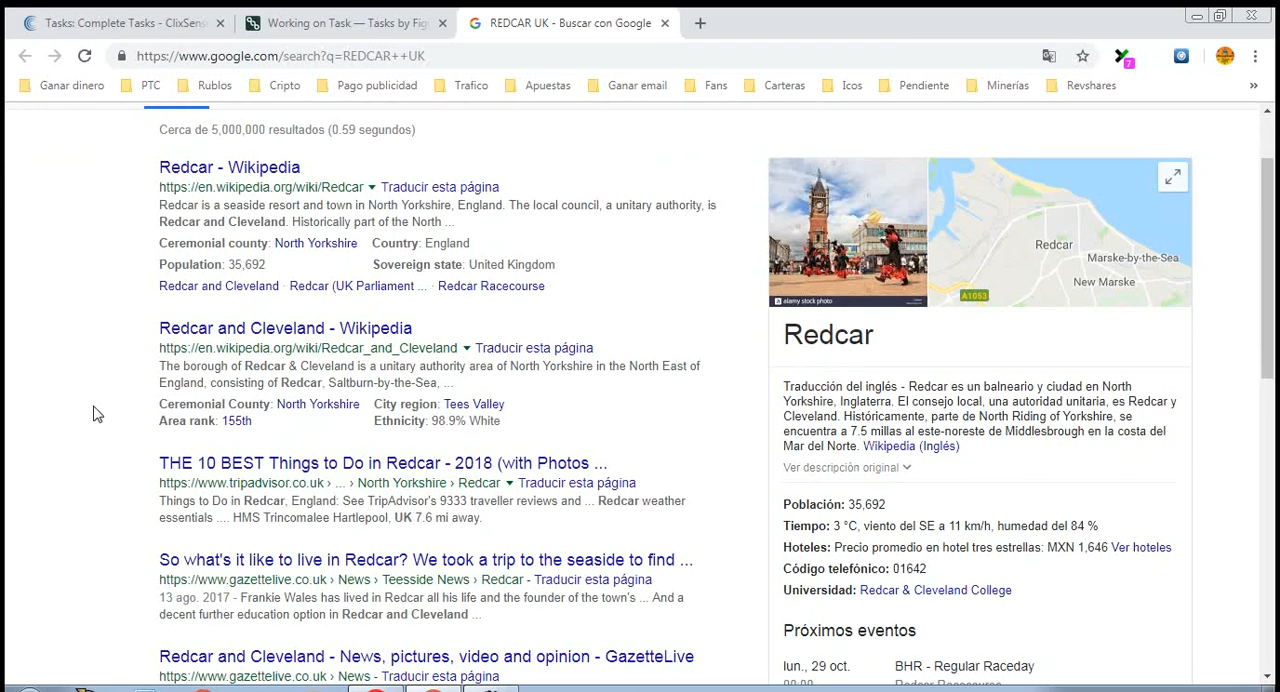 Tasks: Complete Tasks - ClixSens
Working on Task — Tasks by Figu
REDCAR UK - Buscar con Google
https://www.google.com/search?q=REDCAR++UK
7
Ganar dinero
PTC
Rublos
Cripto
Pago publicidad
Trafico
Apuestas
Ganar email
Fans
Carteras
Icos
Pendiente
Minerías
Revshares
»
Cerca de 5,000,000 resultados (0.59 segundos)
Redcar - Wikipedia
https://en.wikipedia.org/wiki/Redcar Traducir esta página
Redcar is a seaside resort and town in North Yorkshire, England. The local council, a unitary authority, is
Redcar and Cleveland. Historically part of the North ...
Ceremonial county: North Yorkshire Country: England
Population: 35,692 Sovereign state: United Kingdom
Redcar and Cleveland · Redcar (UK Parliament ... · Redcar Racecourse
Redcar and Cleveland - Wikipedia
https://en.wikipedia.org/wiki/Redcar_and_Cleveland Traducir esta página
The borough of Redcar & Cleveland is a unitary authority area of North Yorkshire in the North East of
England, consisting of Redcar, Saltburn-by-the-Sea, ...
Ceremonial County: North Yorkshire City region: Tees Valley
Area rank: 155th Ethnicity: 98.9% White
THE 10 BEST Things to Do in Redcar - 2018 (with Photos ...
https://www.tripadvisor.co.uk › ... › North Yorkshire › Redcar Traducir esta página
Things to Do in Redcar, England: See TripAdvisor's 9333 traveller reviews and ... Redcar weather
essentials .... HMS Trincomalee Hartlepool, UK 7.6 mi away.
So what's it like to live in Redcar? We took a trip to the seaside to find ...
https://www.gazettelive.co.uk › News › Teesside News › Redcar - Traducir esta página
13 ago. 2017 - Frankie Wales has lived in Redcar all his life and the founder of the town's ... And a
decent further education option in Redcar and Cleveland ...
Redcar and Cleveland - News, pictures, video and opinion - GazetteLive
https://www.gazettelive.co.uk › News - Traducir esta página
alamy stock photo
Redcar
Marske-by-the-Sea
New Marske
A1053
Redcar
Traducción del inglés - Redcar es un balneario y ciudad en North
Yorkshire, Inglaterra. El consejo local, una autoridad unitaria, es Redcar y
Cleveland. Históricamente, parte de North Riding of Yorkshire, se
encuentra a 7.5 millas al este-noreste de Middlesbrough en la costa del
Mar del Norte. Wikipedia (Inglés)
Ver descripción original
Población: 35,692
Tiempo: 3 °C, viento del SE a 11 km/h, humedad del 84 %
Hoteles: Precio promedio en hotel tres estrellas: MXN 1,646 Ver hoteles
Código telefónico: 01642
Universidad: Redcar & Cleveland College
Próximos eventos
lun., 29 oct. BHR - Regular Raceday
00:00 Redcar Racecourse